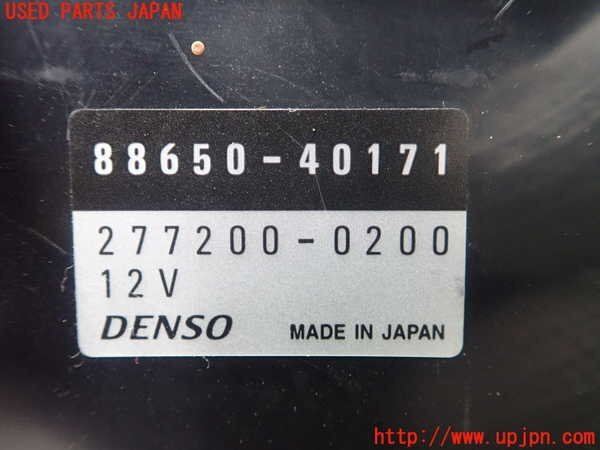 USED PARTS JAPAN
88650-40171
277200-0200
12V
DENSO MADE IN JAPAN
http://www.upjpn.com/